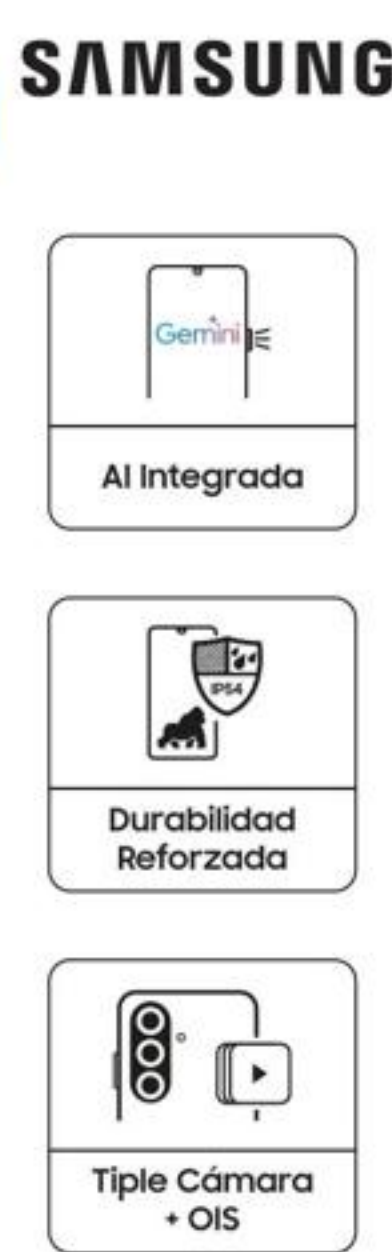 SAMSUNG
Gemini
AI Integrada
IP54
Durabilidad
Reforzada
Tiple Cámara
+ OIS